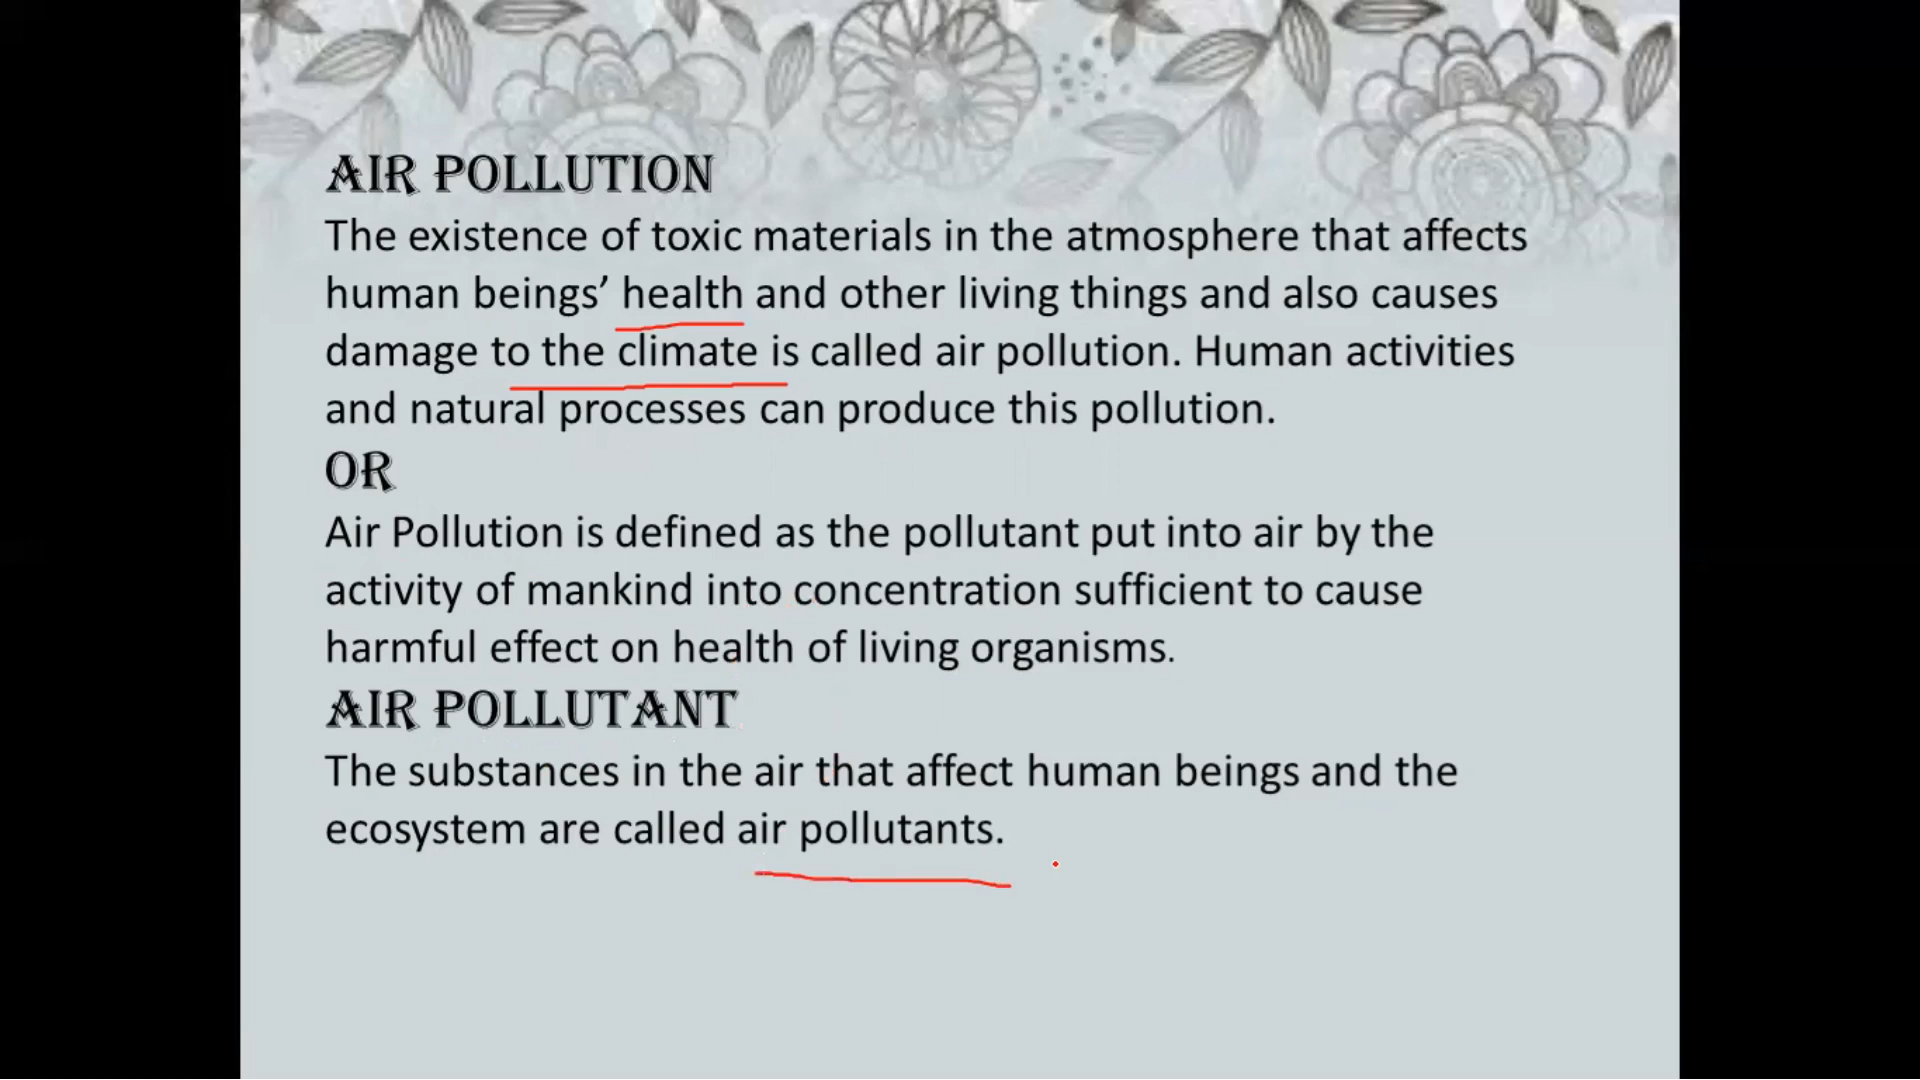 AIR POLLUTION
The existence of toxic materials in the atmosphere that affects
human beings’ health and other living things and also causes
damage to the climate is called air pollution. Human activities
and natural processes can produce this pollution.
OR
Air Pollution is defined as the pollutant put into air by the
activity of mankind into concentration sufficient to cause
harmful effect on health of living organisms.
AIR POLLUTANT
The substances in the air that affect human beings and the
ecosystem are called air pollutants.